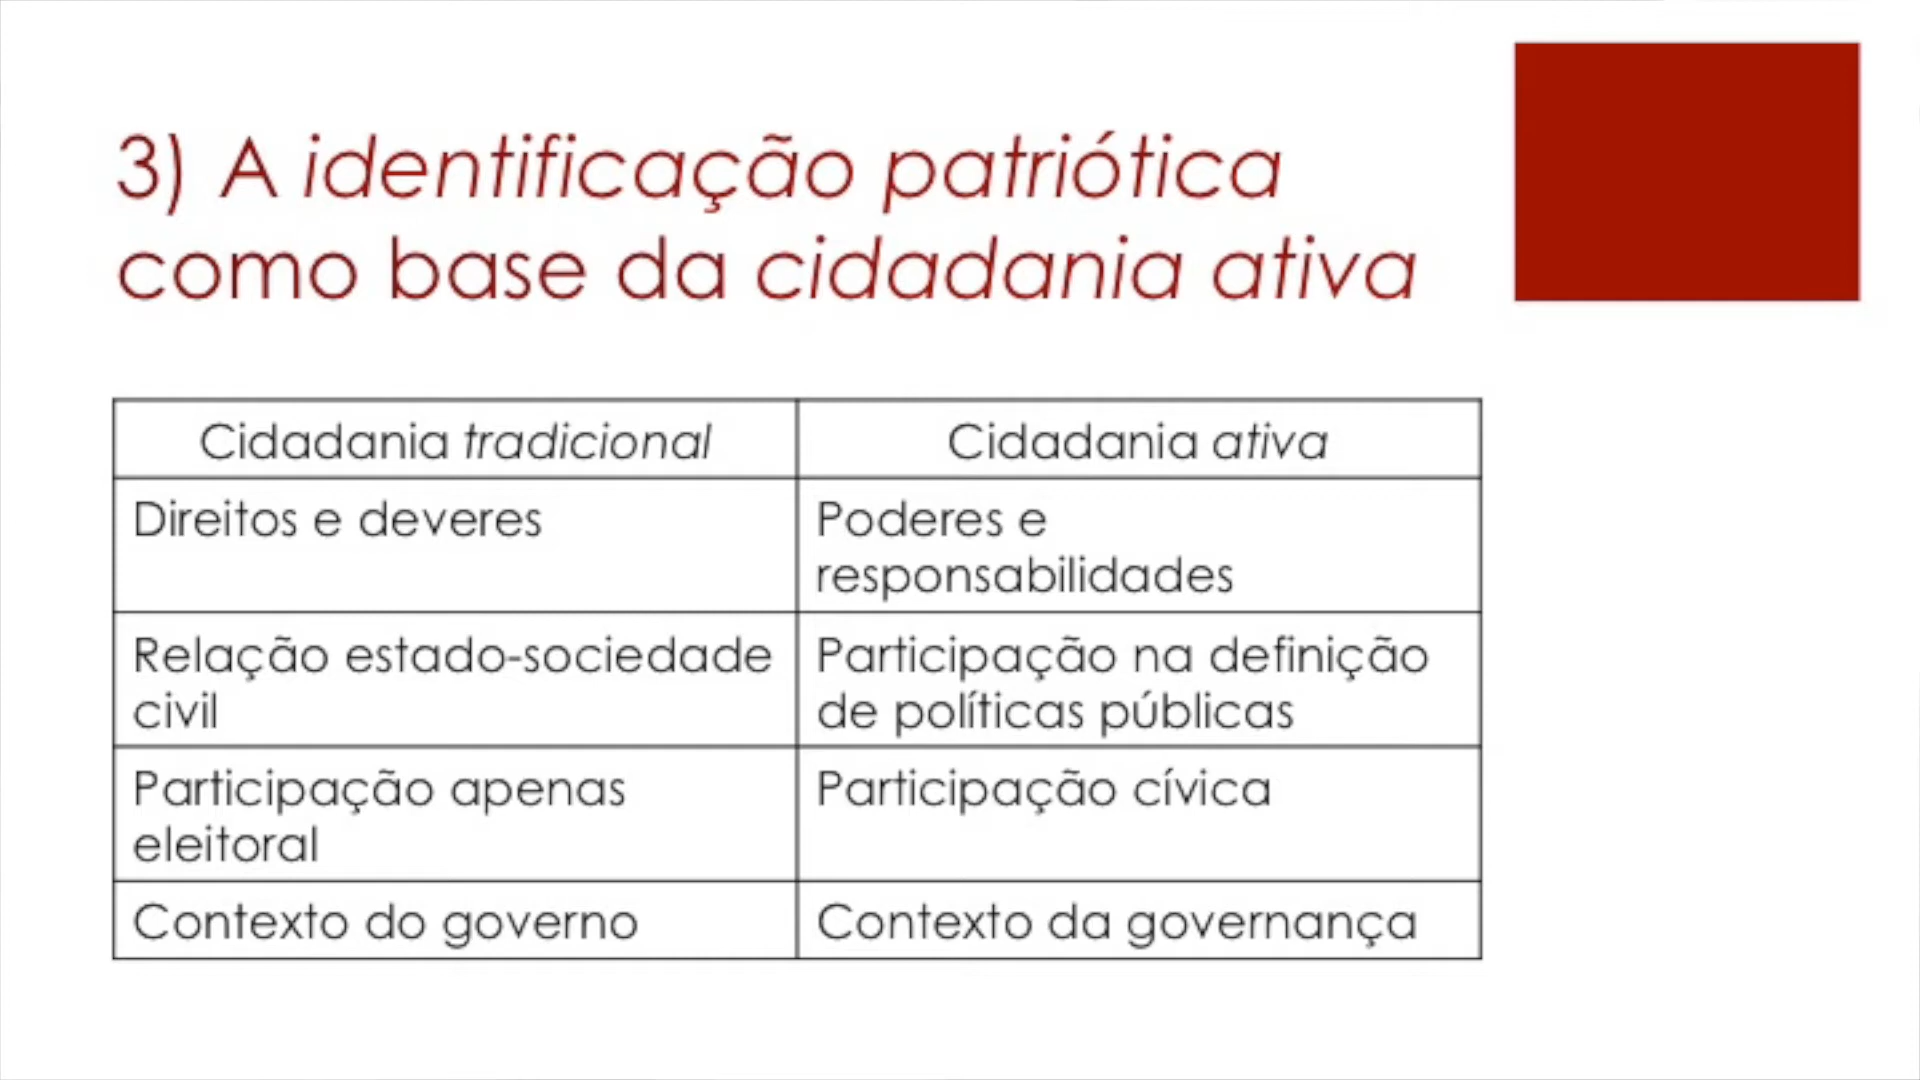 3) A identificação patriótica
como base da cidadania ativa
Cidadania tradicional
Cidadania ativa
Direitos e deveres
Poderes e
responsabilidades
Relação estado-sociedade
civil
Participação na definição
de políticas públicas
Participação apenas
eleitoral
Participação cívica
Contexto do governo
Contexto da governança